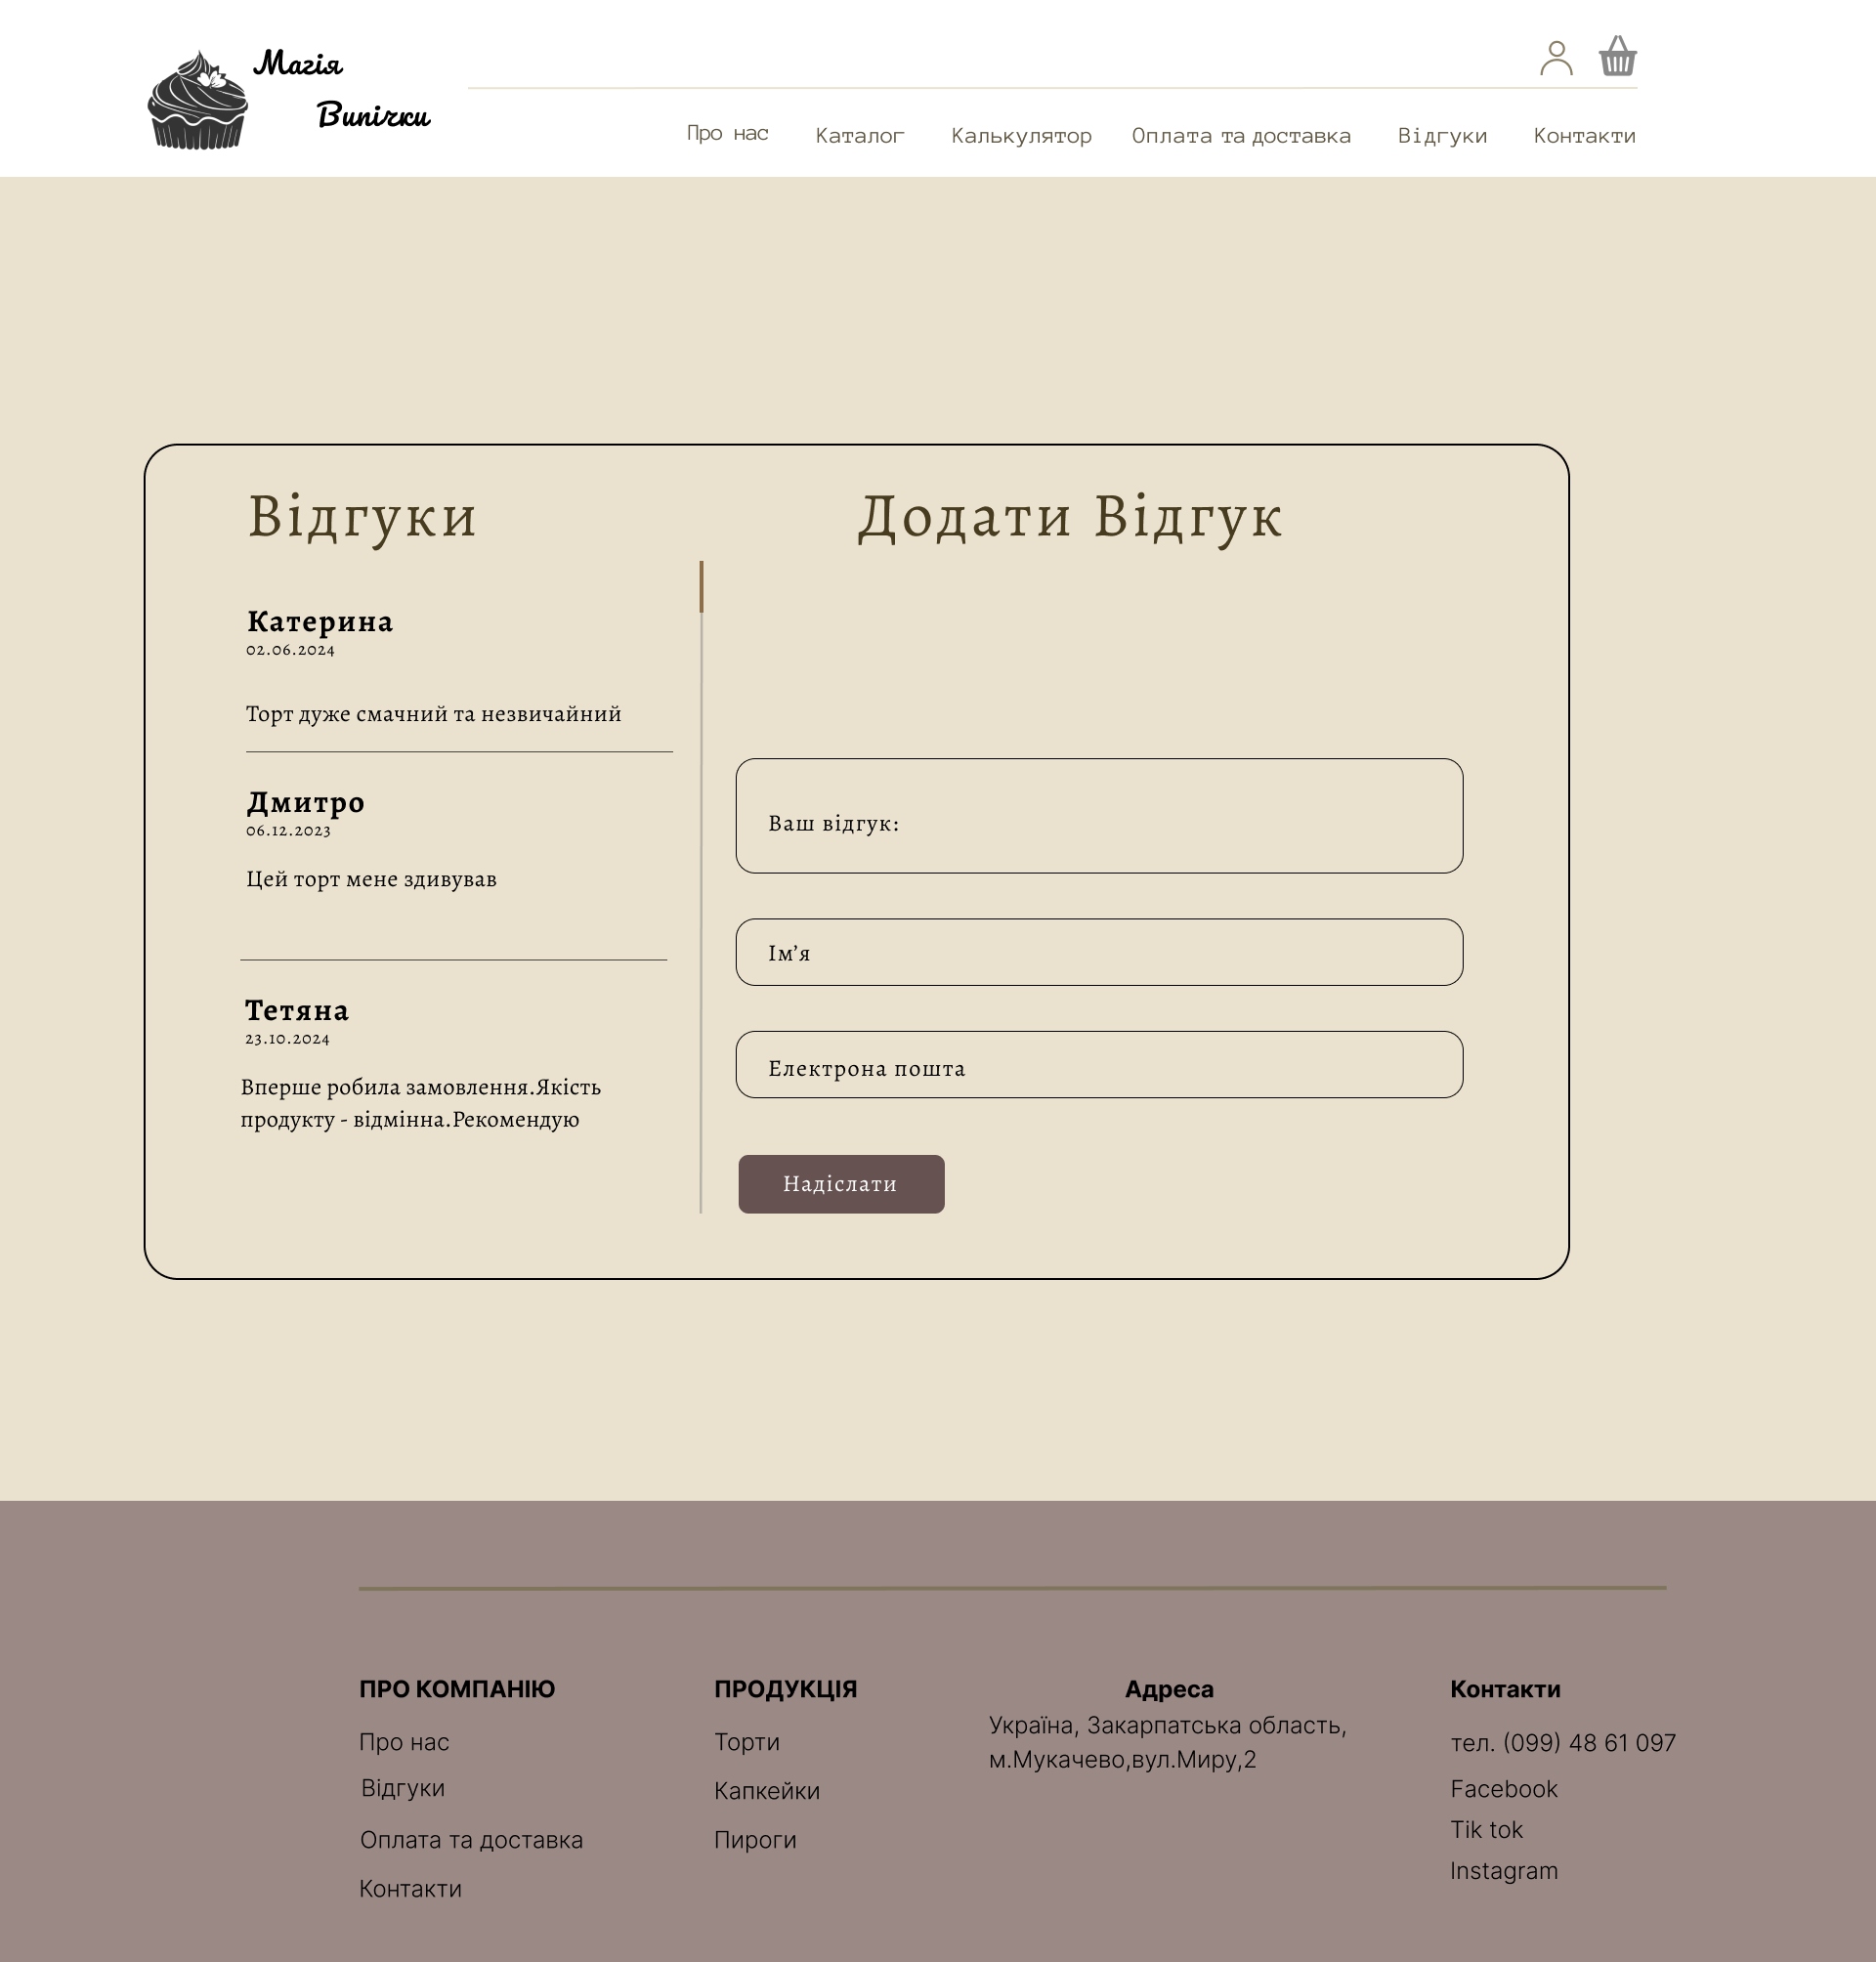 Магія
Випічки
Про нас
Каталог
Калькулятор
Оплата та доставка
Відгуки
Контакти
Відгуки
Катерина
02.06.2024
Торт дуже смачний та незвичайний
Дмитро
06.12.2023
Цей торт мене здивував
Тетяна
23.10.2024
Вперше робила замовлення.Якість
продукту - відмінна.Рекомендую
Додати Відгук
Ваш відгук:
Ім’я
Електрона пошта
Надіслати
ПРО КОМПАНІЮ
Про нас
Відгуки
Оплата та доставка
Контакти
ПРОДУКЦІЯ
Торти
Капкейки
Пироги
Адреса
Україна, Закарпатська область,
м.Мукачево,вул.Миру,2
Контакти
тел. (099) 48 61 097
Facebook
Tik tok
Instagram